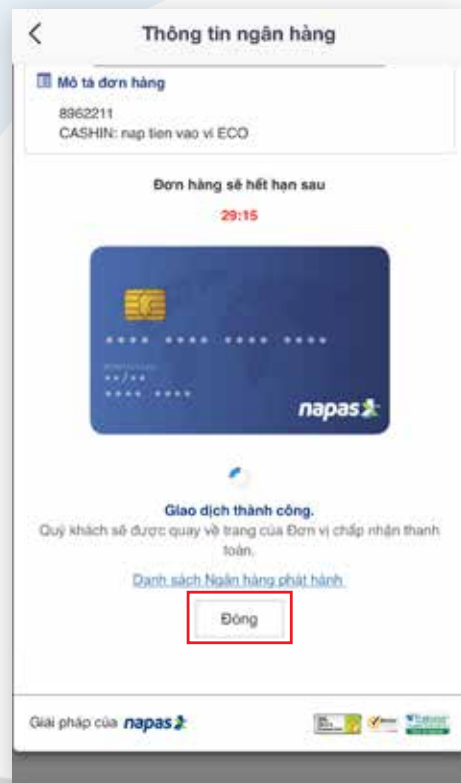 Thông tin ngân hàng
Mô tả đơn hàng
8962211
CASHIN: nap tien vao vi ECO
Đơn hàng sẽ hết hạn sau
29:15
**** **** **** ****
**/**
**** ****
napas
Giao dịch thành công.
Quý khách sẽ được quay về trang của Đơn vị chấp nhận thanh
toán.
Danh sách Ngân hàng phát hành
Đóng
Giải pháp của napas